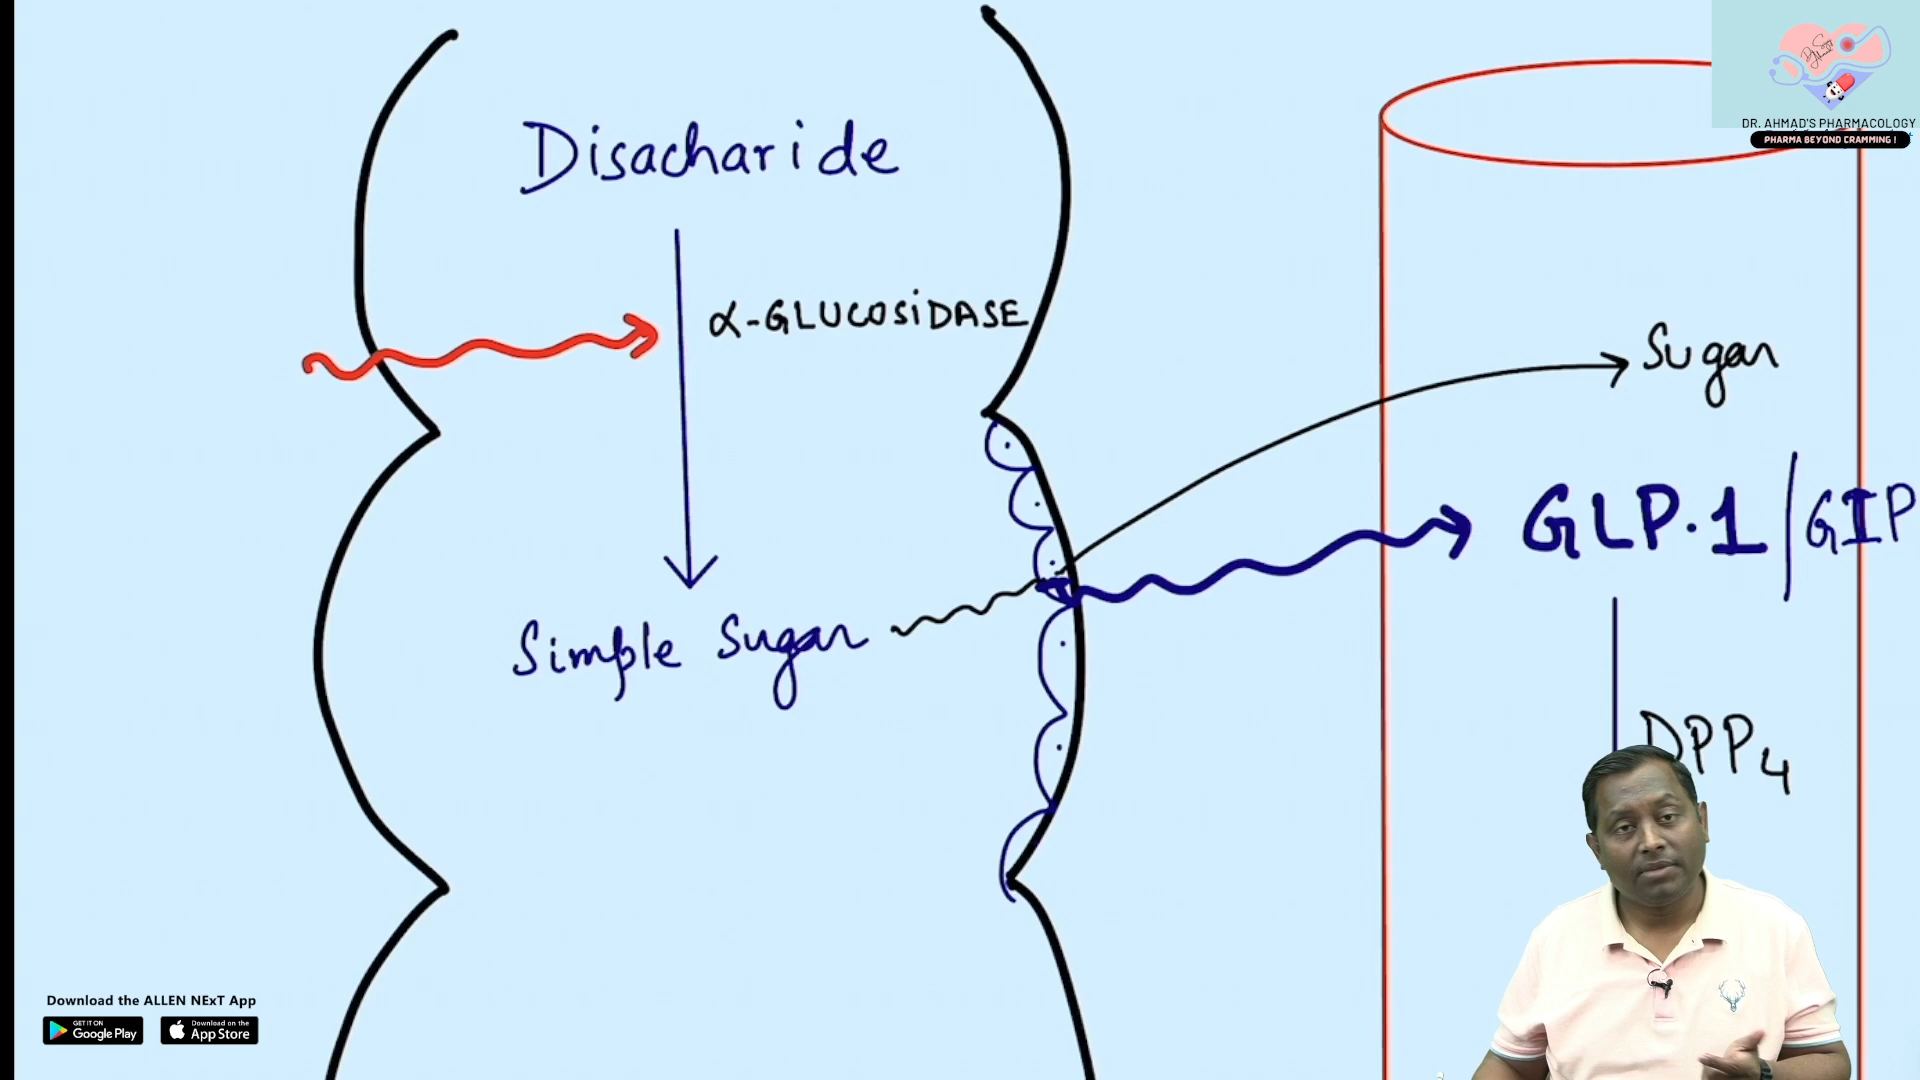 Disacharide
α-GLUCOSiDASE
Simple Sugar
Sugar
GLP.1/GIP
DPP4
DR. AHMAD'S PHARMACOLOGY
PHARMA BEYOND CRAMMING !
Download the ALLEN NExT App
GET IT ON
Google Play
Download on the
App Store